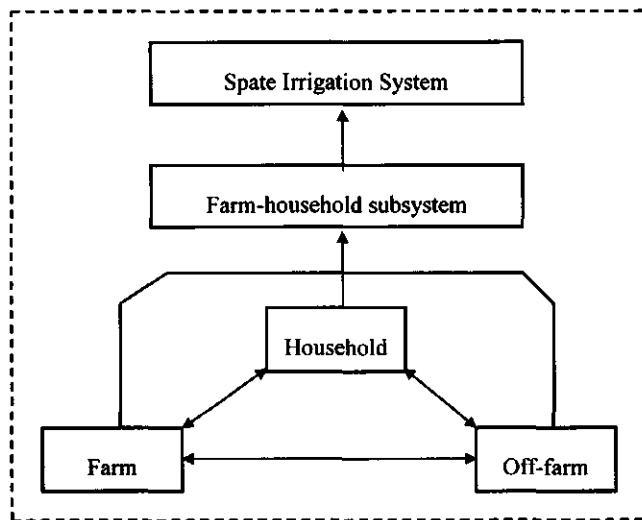 Spate Irrigation System
Farm-household subsystem
Household
Farm
Off-farm